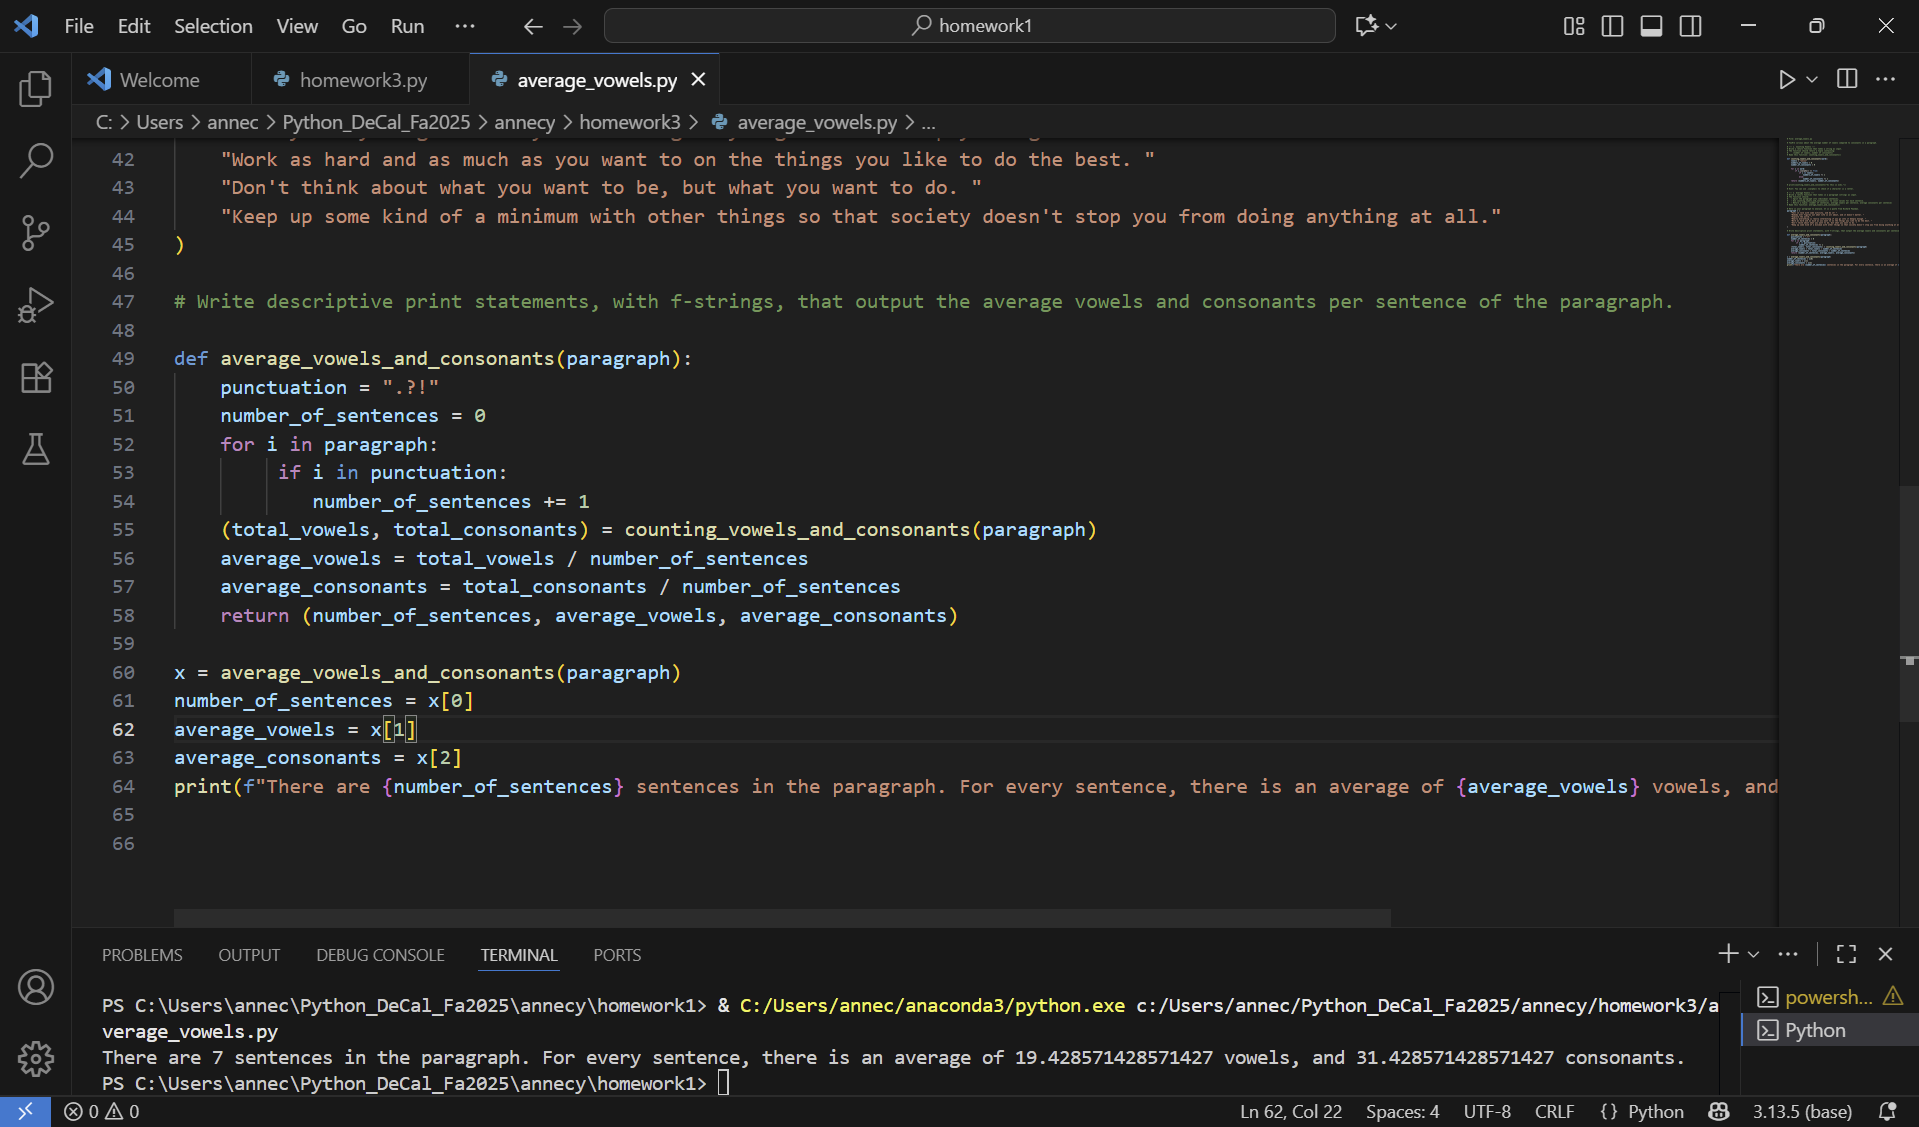 File Edit Selection View Go Run ··· homework1
Welcome homework3.py average_vowels.py
C: > Users > annec > Python_DeCal_Fa2025 > annecy > homework3 > average_vowels.py > ...
42 "Work as hard and as much as you want to on the things you like to do the best. "
43 "Don't think about what you want to be, but what you want to do. "
44 "Keep up some kind of a minimum with other things so that society doesn't stop you from doing anything at all."
45 )
46
47 # Write descriptive print statements, with f-strings, that output the average vowels and consonants per sentence of the paragraph.
48
49 def average_vowels_and_consonants(paragraph):
50 punctuation = ".?!"
51 number_of_sentences = 0
52 for i in paragraph:
53 if i in punctuation:
54 number_of_sentences += 1
55 (total_vowels, total_consonants) = counting_vowels_and_consonants(paragraph)
56 average_vowels = total_vowels / number_of_sentences
57 average_consonants = total_consonants / number_of_sentences
58 return (number_of_sentences, average_vowels, average_consonants)
59
60 x = average_vowels_and_consonants(paragraph)
61 number_of_sentences = x[0]
62 average_vowels = x[1]
63 average_consonants = x[2]
64 print(f"There are {number_of_sentences} sentences in the paragraph. For every sentence, there is an average of {average_vowels} vowels, and
65
66
PROBLEMS OUTPUT DEBUG CONSOLE TERMINAL PORTS
PS C:\Users\annec\Python_DeCal_Fa2025\annecy\homework1> & C:/Users/annec/anaconda3/python.exe c:/Users/annec/Python_DeCal_Fa2025/annecy/homework3/a
verage_vowels.py
There are 7 sentences in the paragraph. For every sentence, there is an average of 19.428571428571427 vowels, and 31.428571428571427 consonants.
PS C:\Users\annec\Python_DeCal_Fa2025\annecy\homework1>
powersh...
Python
0 0 Ln 62, Col 22 Spaces: 4 UTF-8 CRLF {} Python 3.13.5 (base)